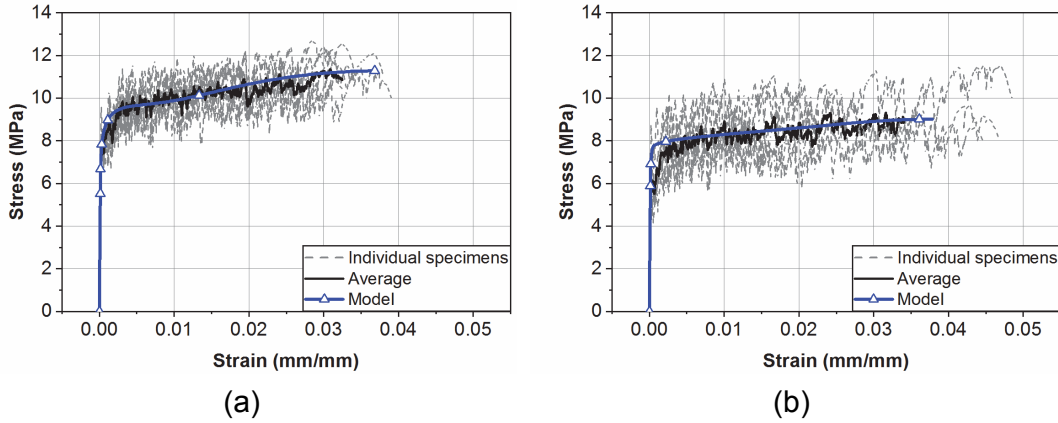 14
12
10
8
6
4
2
0
Stress (MPa)
0.00 0.01 0.02 0.03 0.04 0.05
Strain (mm/mm)
Individual specimens
Average
Model
(a)
14
12
10
8
6
4
2
0
Stress (MPa)
0.00 0.01 0.02 0.03 0.04 0.05
Strain (mm/mm)
Individual specimens
Average
Model
(b)